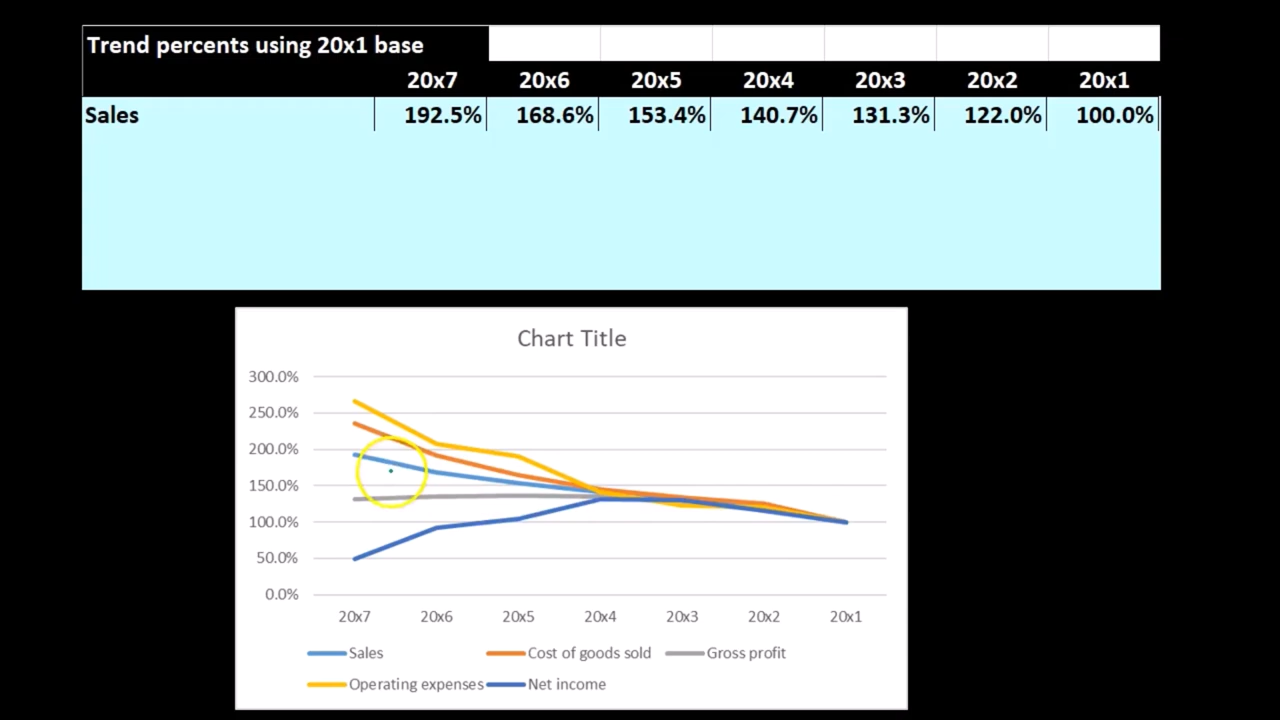 Trend percents using 20x1 base
20x7 20x6 20x5 20x4 20x3 20x2 20x1
Sales 192.5% 168.6% 153.4% 140.7% 131.3% 122.0% 100.0%
Chart Title
300.0%
250.0%
200.0%
150.0%
100.0%
50.0%
0.0%
20x7 20x6 20x5 20x4 20x3 20x2 20x1
Sales Cost of goods sold Gross profit
Operating expenses Net income